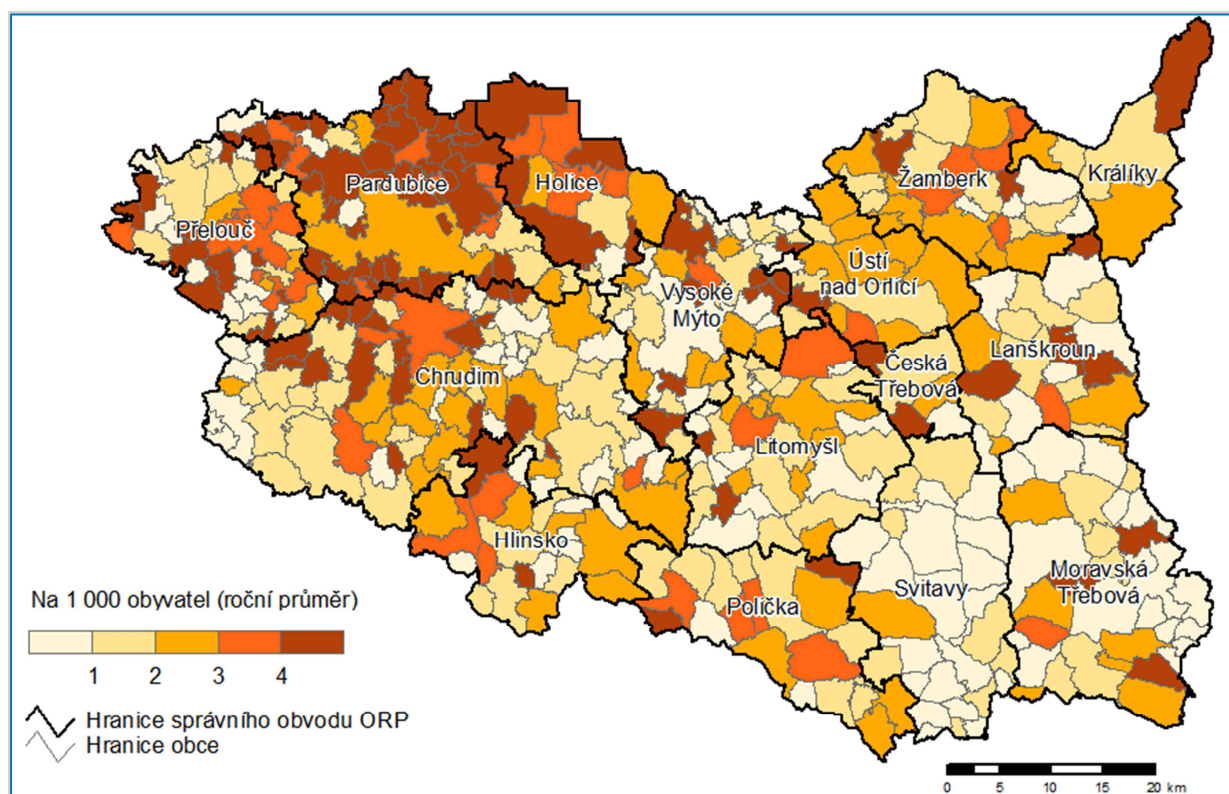 Králíky
Žamberk
Pardubice
Holice
Přelouč
Ústí
nad Orlicí
Vysoké
Mýto
Lanškroun
Česká
Třebová
Chrudim
Litomyšl
Hlinsko
Moravská
Třebová
Svitavy
Polička
Na 1 000 obyvatel (roční průměr)
1 2 3 4
Hranice správního obvodu ORP
Hranice obce
0 5 10 15 20 km